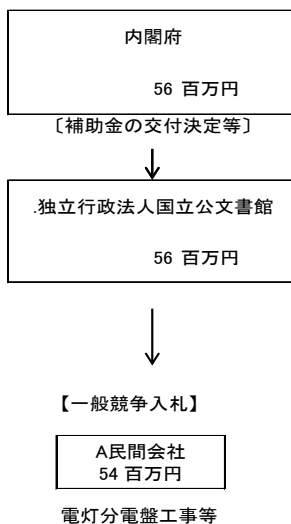 内閣府
56 百万円
〔補助金の交付決定等〕
.独立行政法人国立公文書館
56 百万円
【一般競争入札】
A民間会社
54 百万円
電灯分電盤工事等